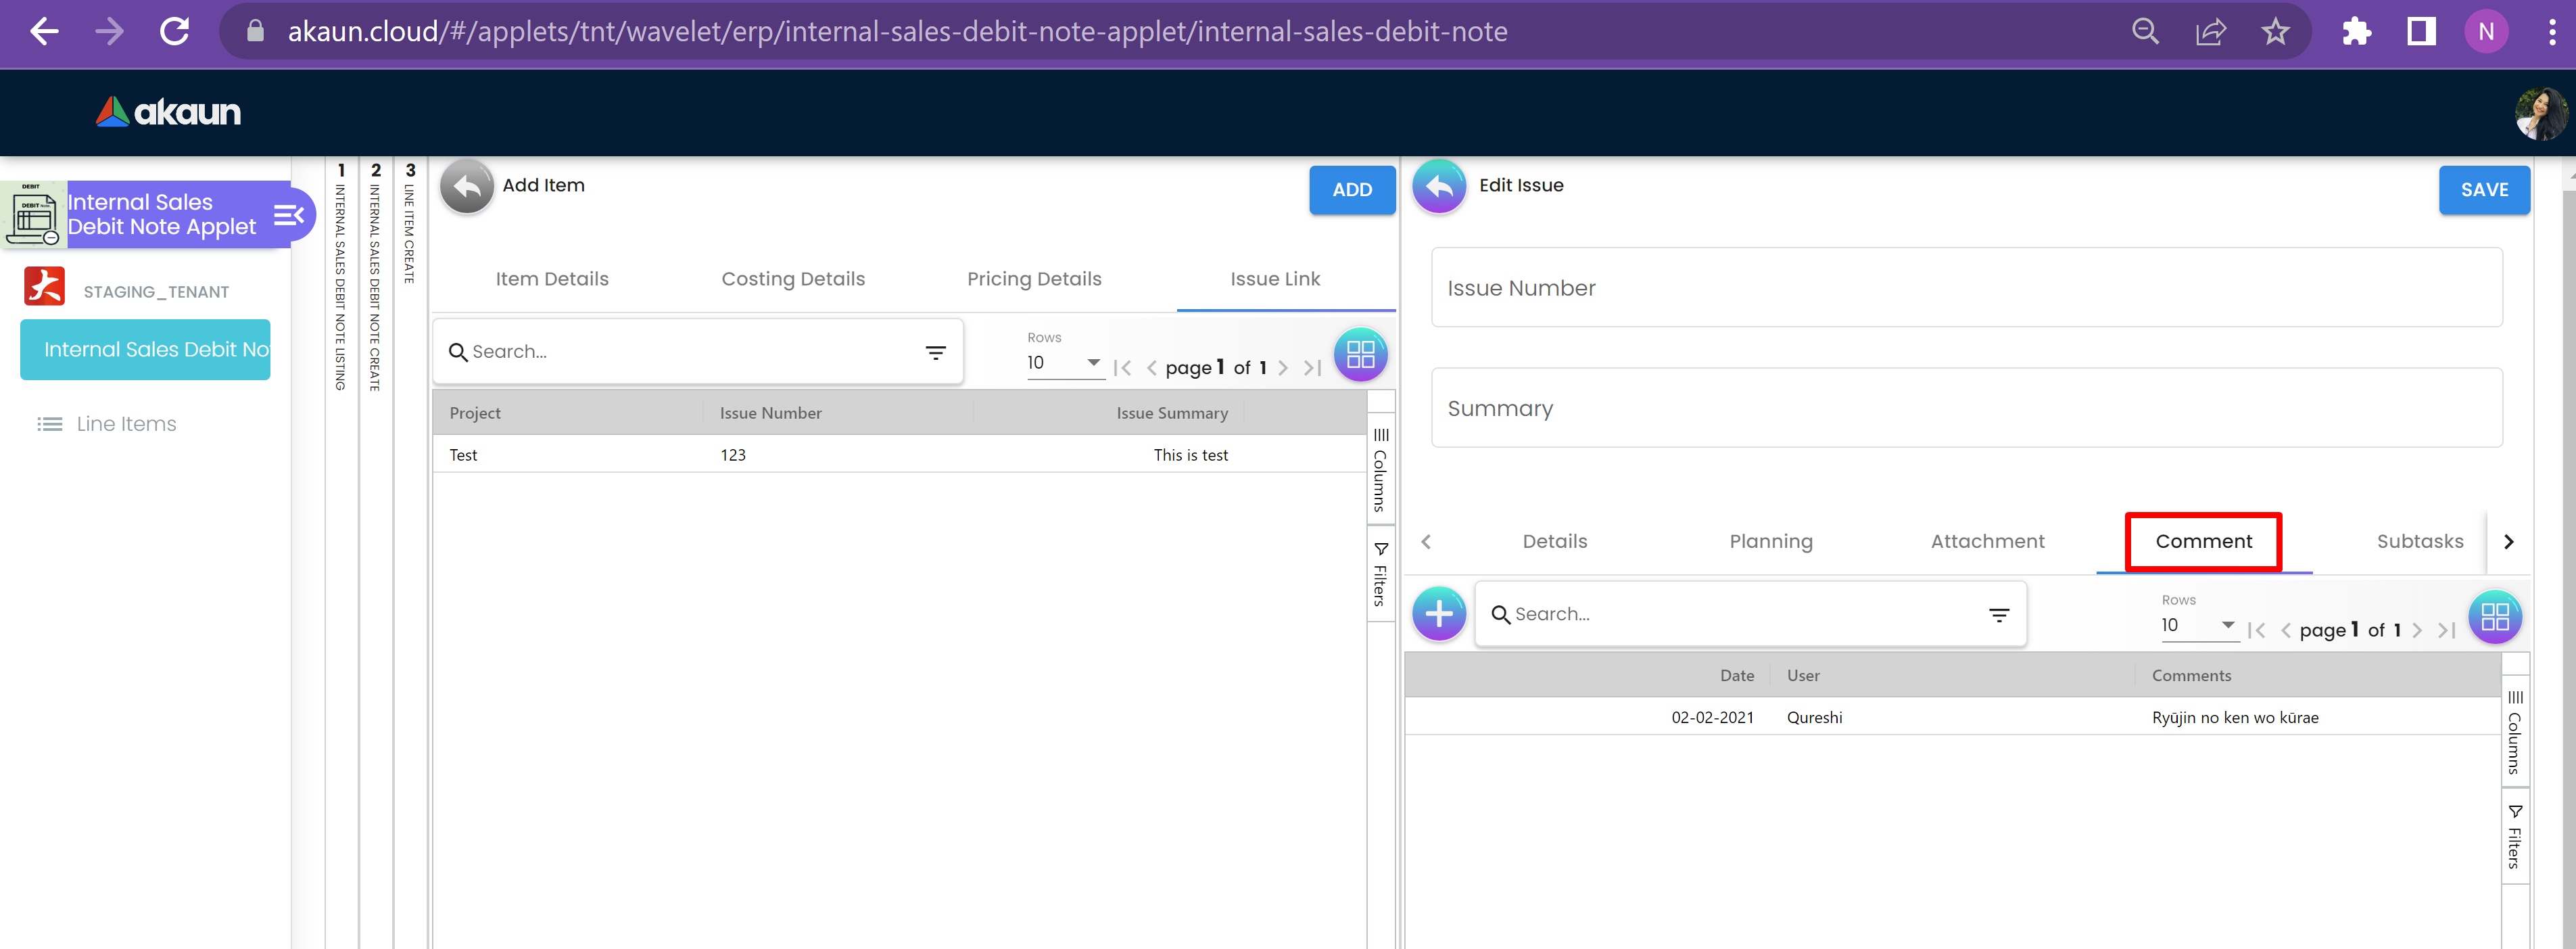 akaun.cloud/#/applets/tnt/wavelet/erp/internal-sales-debit-note-applet/internal-sales-debit-note
N
akaun
DEBIT
DEBIT
Internal Sales
Debit Note Applet
STAGING_TENANT
Internal Sales Debit No
Line Items
1 INTERNAL SALES DEBIT NOTE LISTING
2 INTERNAL SALES DEBIT NOTE CREATE
3 LINE ITEM CREATE
Add Item
ADD
Item Details Costing Details Pricing Details Issue Link
Search...
Rows
10
page 1 of 1
Project Issue Number Issue Summary
Test 123 This is test
Columns
Filters
Edit Issue
SAVE
Issue Number
Summary
Details Planning Attachment Comment Subtasks
Search...
Rows
10
page 1 of 1
Date User Comments
02-02-2021 Qureshi Ryūjin no ken wo kūrae
Columns
Filters